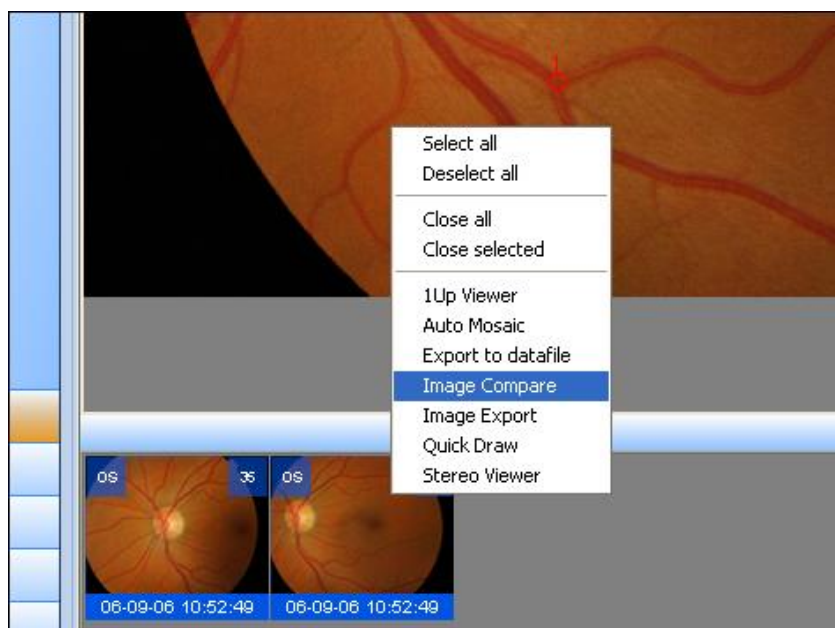 Select all
Deselect all
Close all
Close selected
1Up Viewer
Auto Mosaic
Export to datafile
Image Compare
Image Export
Quick Draw
Stereo Viewer
OS 35 OS
06-09-06 10:52:49 06-09-06 10:52:49